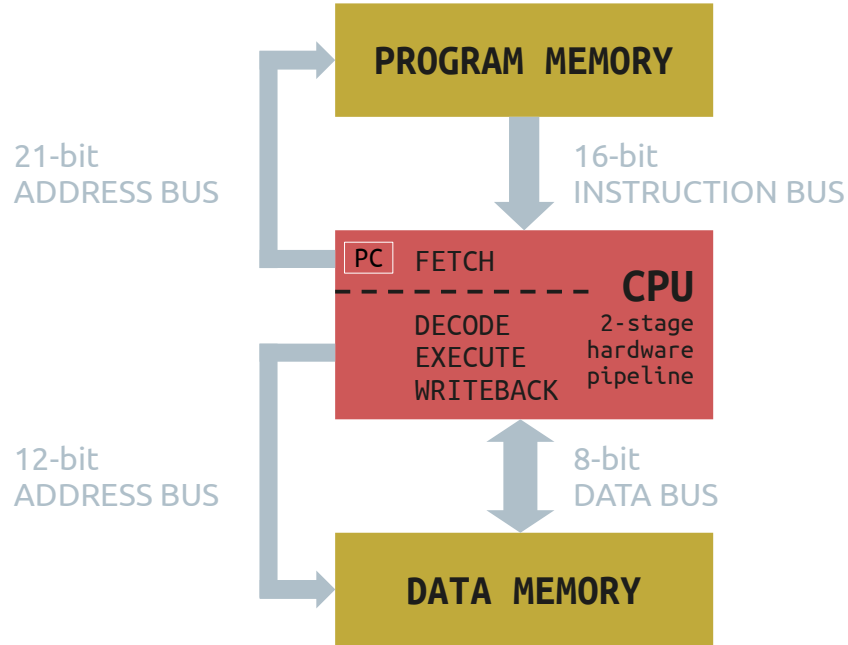 PROGRAM MEMORY
21-bit
ADDRESS BUS
16-bit
INSTRUCTION BUS
PC FETCH
CPU
2-stage
hardware
pipeline
DECODE
EXECUTE
WRITEBACK
12-bit
ADDRESS BUS
8-bit
DATA BUS
DATA MEMORY